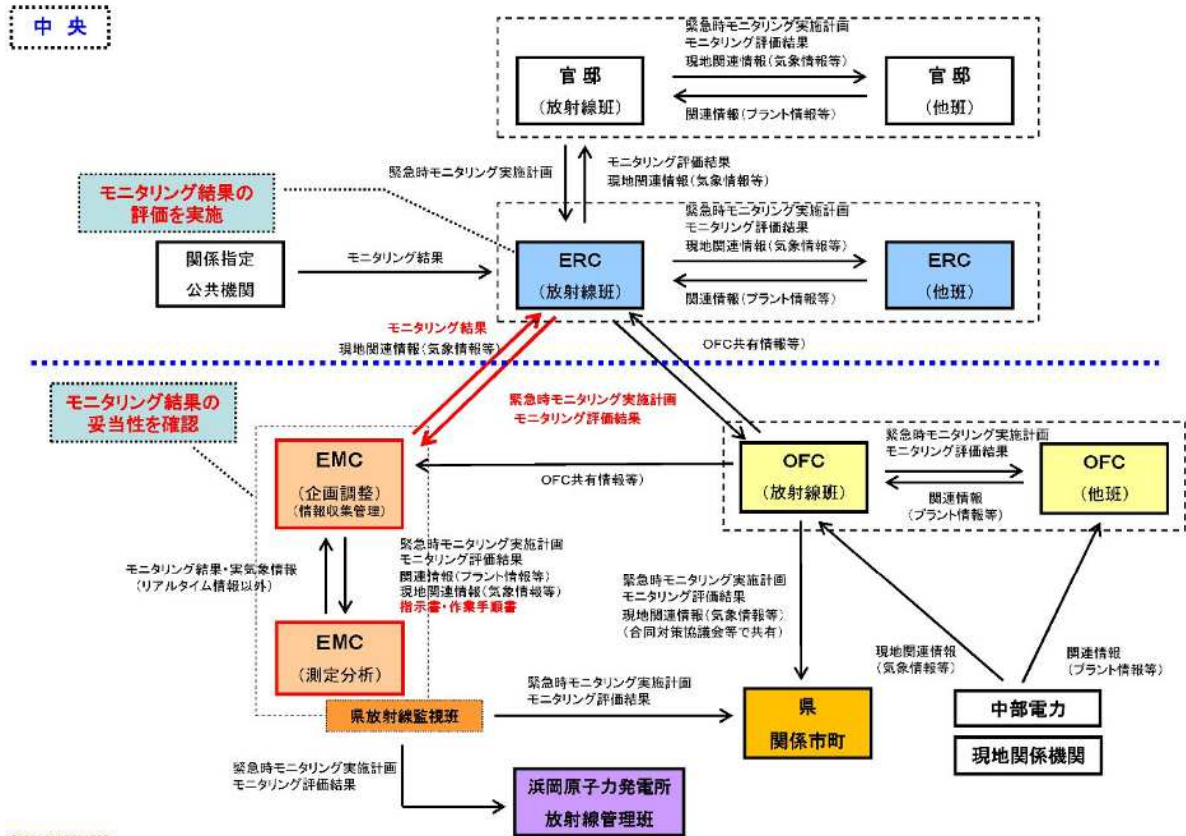 中 央
緊急時モニタリング実施計画
モニタリング評価結果
現地関連情報(気象情報等)
官 邸
(放射線班)
官 邸
(他班)
関連情報(プラント情報等)
緊急時モニタリング実施計画
モニタリング評価結果
現地関連情報(気象情報等)
モニタリング結果の
評価を実施
緊急時モニタリング実施計画
モニタリング評価結果
現地関連情報(気象情報等)
関係指定
公共機関
モニタリング結果
ERC
(放射線班)
ERC
(他班)
関連情報(プラント情報等)
モニタリング結果
現地関連情報(気象情報等)
OFC共有情報等)
モニタリング結果の
妥当性を確認
緊急時モニタリング実施計画
モニタリング評価結果
EMC
(企画調整)
(情報収集管理)
OFC共有情報等)
OFC
(放射線班)
緊急時モニタリング実施計画
モニタリング評価結果
関連情報
(プラント情報等)
OFC
(他班)
モニタリング結果・実気象情報
(リアルタイム情報以外)
緊急時モニタリング実施計画
モニタリング評価結果
関連情報(プラント情報等)
現地関連情報(気象情報等)
指示書・作業手順書
緊急時モニタリング実施計画
モニタリング評価結果
現地関連情報(気象情報等)
(合同対策協議会等で共有)
EMC
(測定分析)
現地関連情報
(気象情報等)
関連情報
(プラント情報等)
県放射線監視班
緊急時モニタリング実施計画
モニタリング評価結果
県
関係市町
中部電力
現地関係機関
緊急時モニタリング実施計画
モニタリング評価結果
浜岡原子力発電所
放射線管理班